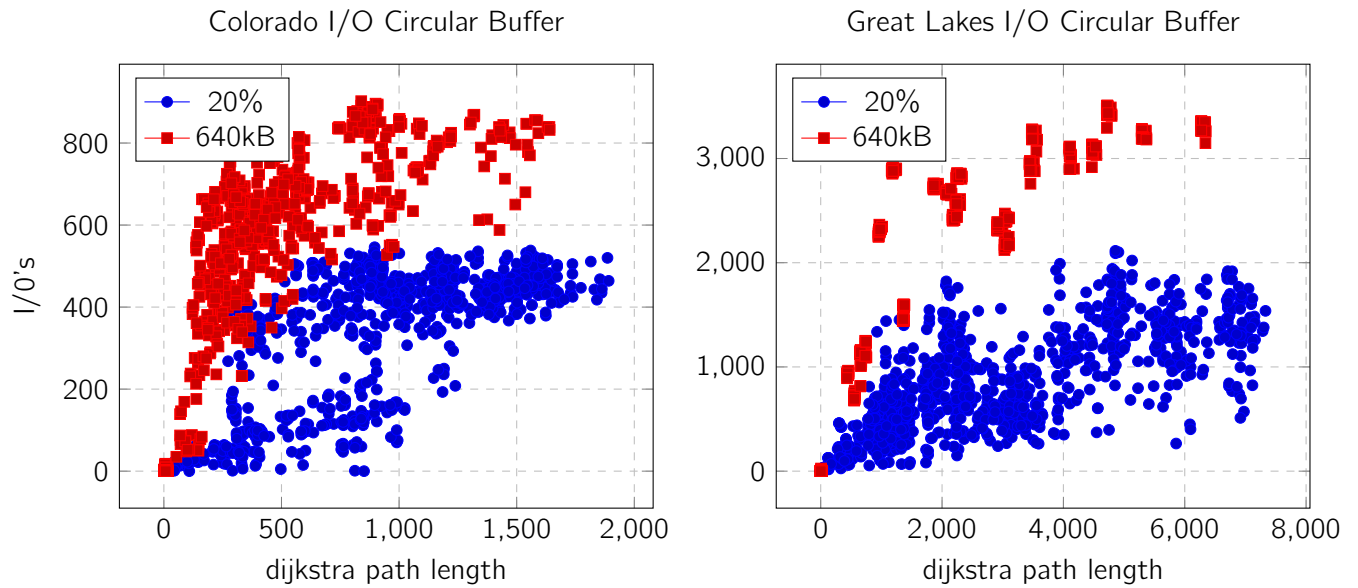 Colorado I/O Circular Buffer
20%
640kB
800
600
400
200
0
I/0's
0 500 1,000 1,500 2,000
dijkstra path length
Great Lakes I/O Circular Buffer
20%
640kB
3,000
2,000
1,000
0
0 2,000 4,000 6,000 8,000
dijkstra path length